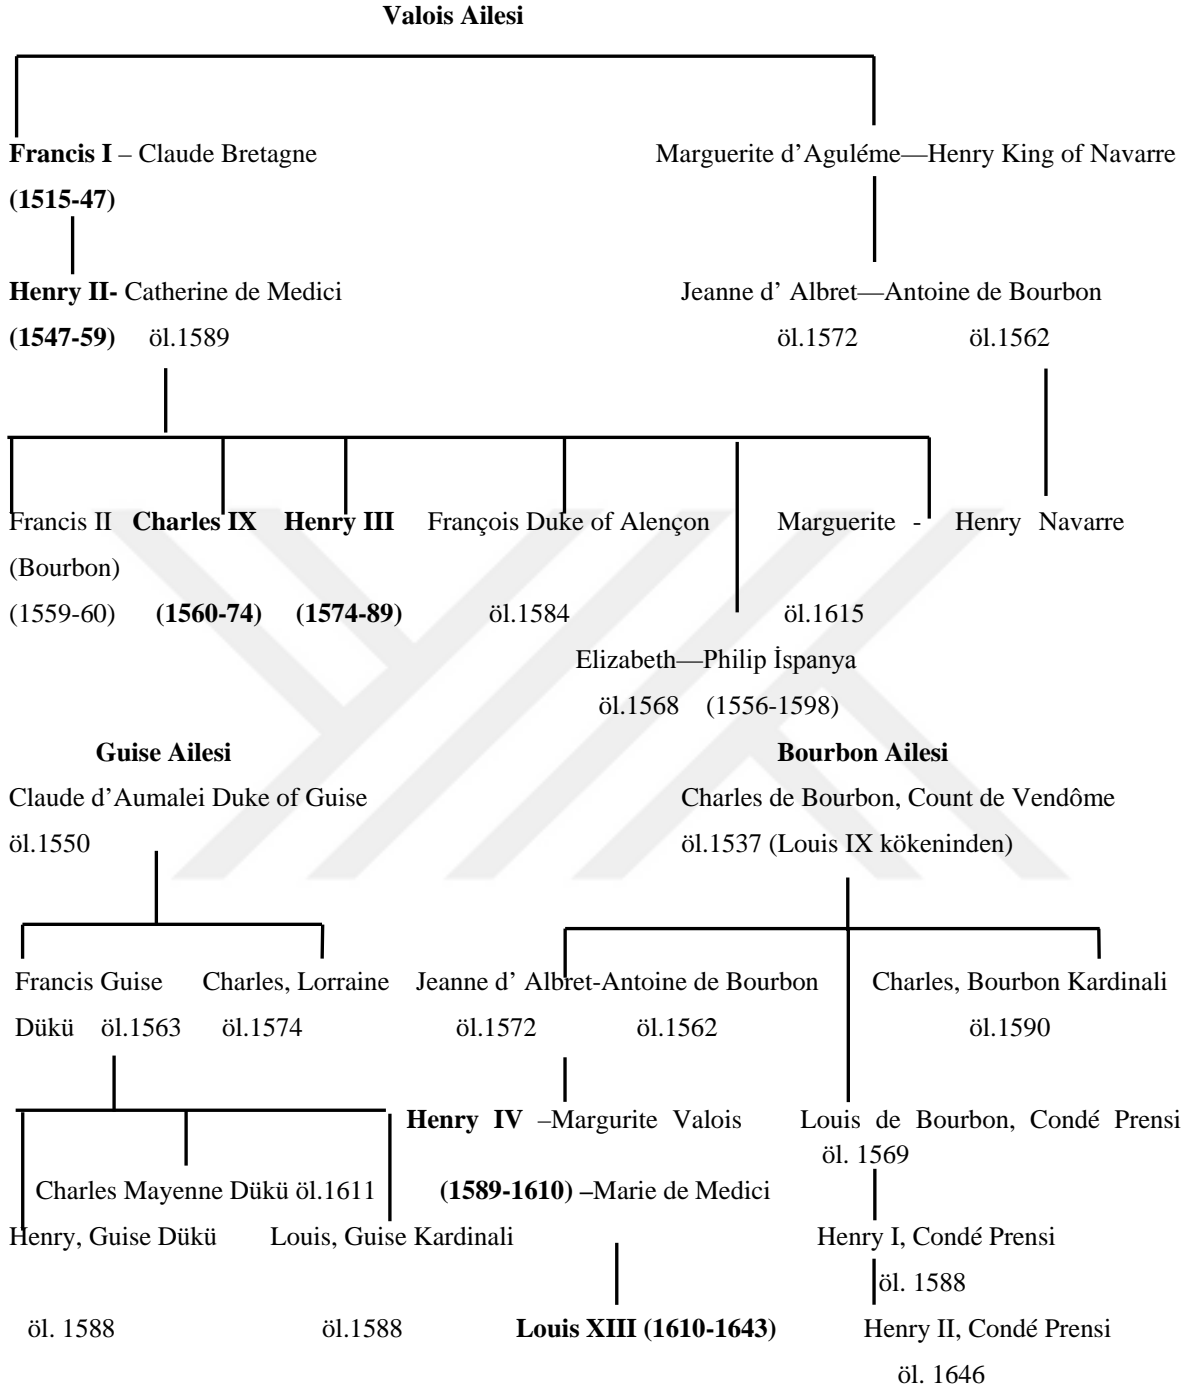 Valois Ailesi
Francis I – Claude Bretagne Marguerite d’Aguléme—Henry King of Navarre
(1515-47)
Henry II- Catherine de Medici Jeanne d’ Albret—Antoine de Bourbon
(1547-59) öl.1589 öl.1572 öl.1562
Francis II Charles IX Henry III François Duke of Alençon Marguerite - Henry Navarre
(Bourbon)
(1559-60) (1560-74) (1574-89) öl.1584 öl.1615
Elizabeth—Philip İspanya
öl.1568 (1556-1598)
Guise Ailesi Bourbon Ailesi
Claude d’Aumalei Duke of Guise Charles de Bourbon, Count de Vendôme
öl.1550 öl.1537 (Louis IX kökeninden)
Francis Guise Charles, Lorraine Jeanne d’ Albret-Antoine de Bourbon Charles, Bourbon Kardinali
Dükü öl.1563 öl.1574 öl.1572 öl.1562 öl.1590
Henry IV –Margurite Valois Louis de Bourbon, Condé Prensi
öl. 1569
Charles Mayenne Dükü öl.1611 (1589-1610) –Marie de Medici
Henry, Guise Dükü Louis, Guise Kardinali Henry I, Condé Prensi
öl. 1588
öl. 1588 öl.1588 Louis XIII (1610-1643) Henry II, Condé Prensi
öl. 1646